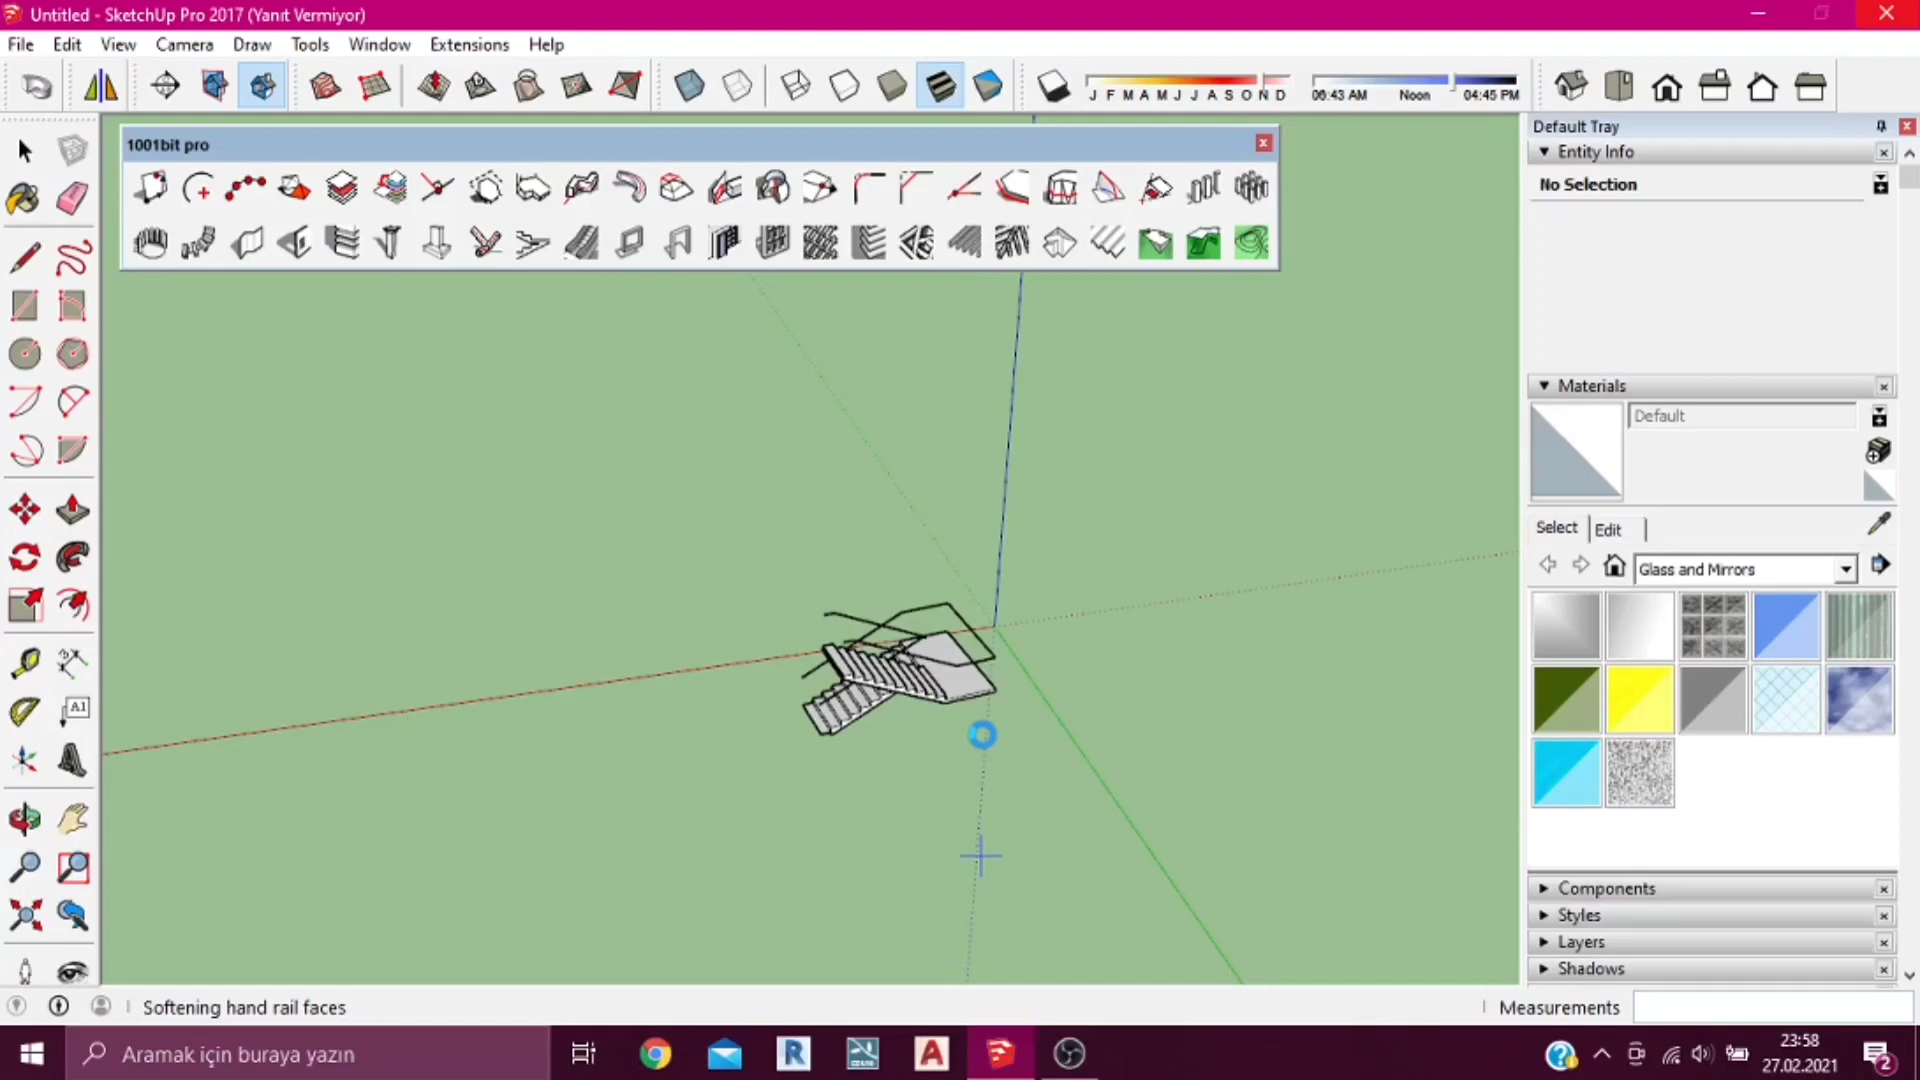 Untitled - SketchUp Pro 2017 (Yanıt Vermiyor)
File Edit View Camera Draw Tools Window Extensions Help
J F M A M J J A S O N D
06:43 AM Noon 04:45 PM
1001bit pro
Default Tray
Entity Info
No Selection
Materials
Default
Select Edit
Glass and Mirrors
A1
Components
Styles
Layers
Shadows
Softening hand rail faces
Measurements
Aramak için buraya yazın
R
A
23:58
27.02.2021
2